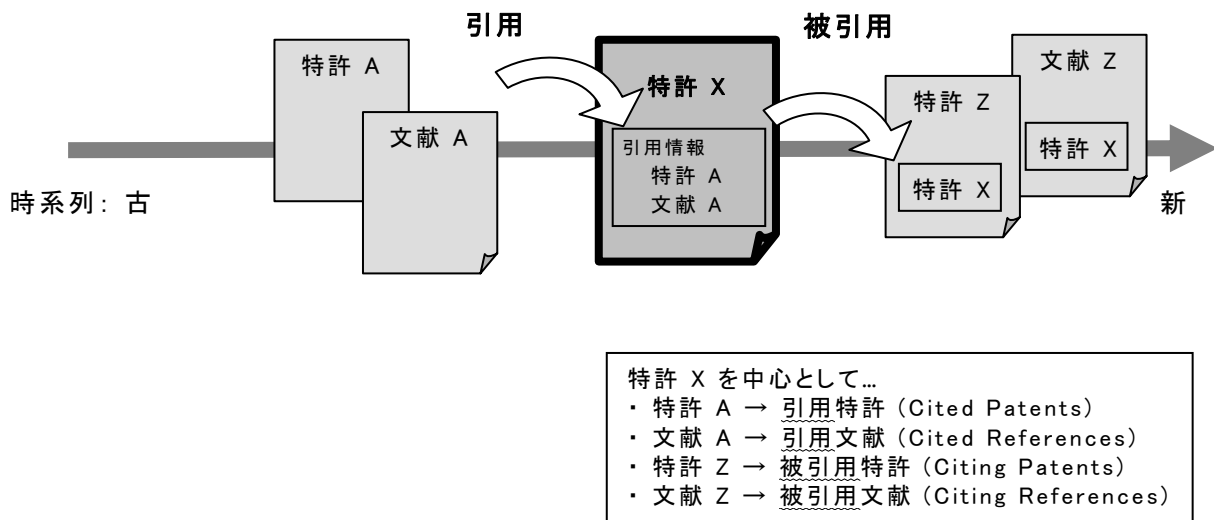 引用
被引用
特許 A
文献 A
特許 X
引用情報
特許 A
文献 A
特許 Z
特許 X
文献 Z
特許 X
時系列: 古
新
特許 X を中心として…
・ 特許 A → 引用特許 (Cited Patents)
・ 文献 A → 引用文献 (Cited References)
・ 特許 Z → 被引用特許 (Citing Patents)
・ 文献 Z → 被引用文献 (Citing References)